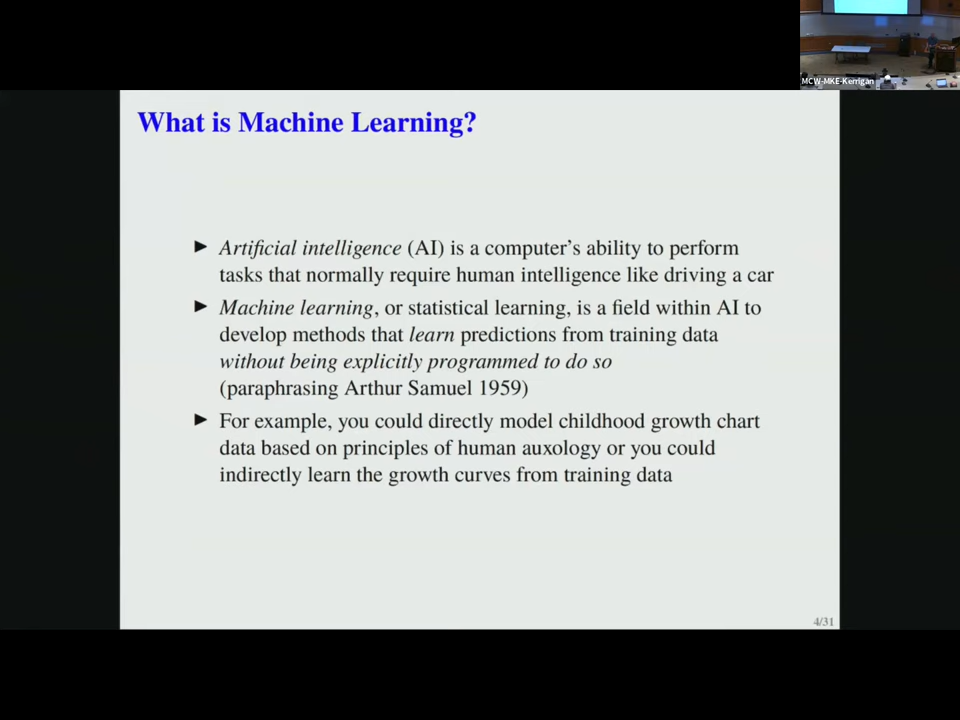 MCW-MKE-Kerrigan
What is Machine Learning?
► Artificial intelligence (AI) is a computer’s ability to perform
tasks that normally require human intelligence like driving a car
► Machine learning, or statistical learning, is a field within AI to
develop methods that learn predictions from training data
without being explicitly programmed to do so
(paraphrasing Arthur Samuel 1959)
► For example, you could directly model childhood growth chart
data based on principles of human auxology or you could
indirectly learn the growth curves from training data
4/31